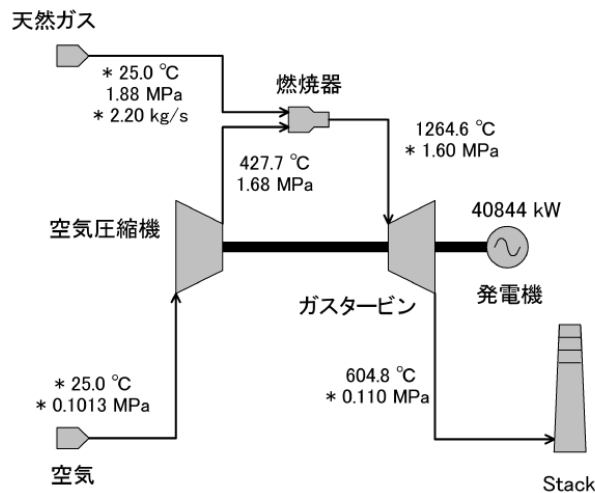 天然ガス
* 25.0 ℃
1.88 MPa
* 2.20 kg/s
燃焼器
1264.6 ℃
* 1.60 MPa
427.7 ℃
1.68 MPa
空気圧縮機
40844 kW
ガスタービン
発電機
* 25.0 ℃
* 0.1013 MPa
604.8 ℃
* 0.110 MPa
空気
Stack